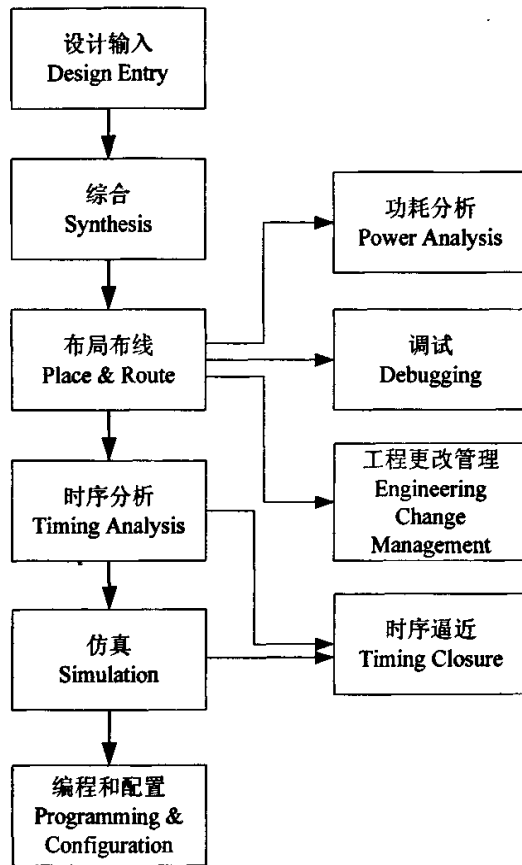 设计输入
Design Entry
综合
Synthesis
功耗分析
Power Analysis
布局布线
Place & Route
调试
Debugging
工程更改管理
Engineering
Change
Management
时序分析
Timing Analysis
时序逼近
Timing Closure
仿真
Simulation
编程和配置
Programming &
Configuration